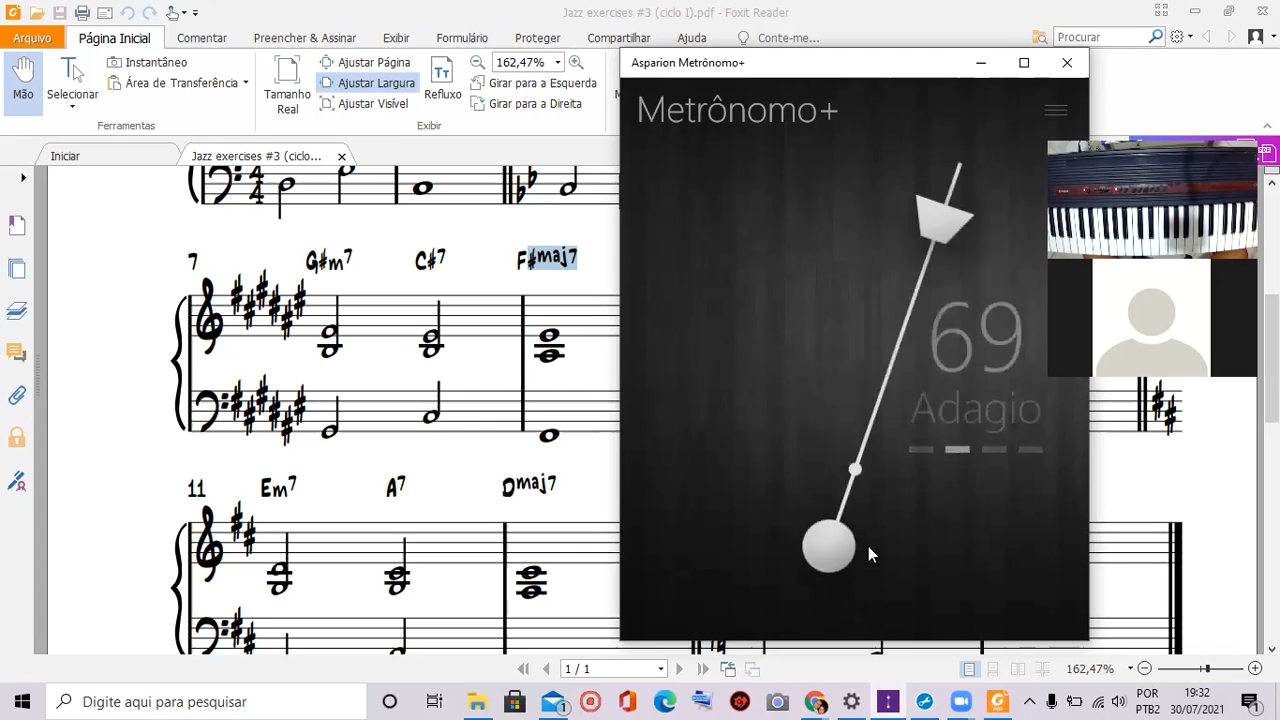 Jazz exercises #3 (ciclo I).pdf - Foxit Reader
Arquivo Página Inicial Comentar Preencher & Assinar Exibir Formulário Proteger Compartilhar Ajuda Conte-me... Procurar
Mão
Selecionar
Instantâneo
Área de Transferência
Ferramentas
Tamanho
Real
Ajustar Página
Ajustar Largura
Ajustar Visível
Refluxo
162,47%
Girar para a Esquerda
Girar para a Direita
Exibir
Iniciar
Jazz exercises #3 (ciclo...
4
4
7 G#m7 C#7 F#maj7
11 Em7 A7 Dmaj7
Asparion Metrônomo+
Metrônomo+
69
Adagio
1 / 1
162,47%
Digite aqui para pesquisar
1
POR
PTB2
19:32
30/07/2021
1